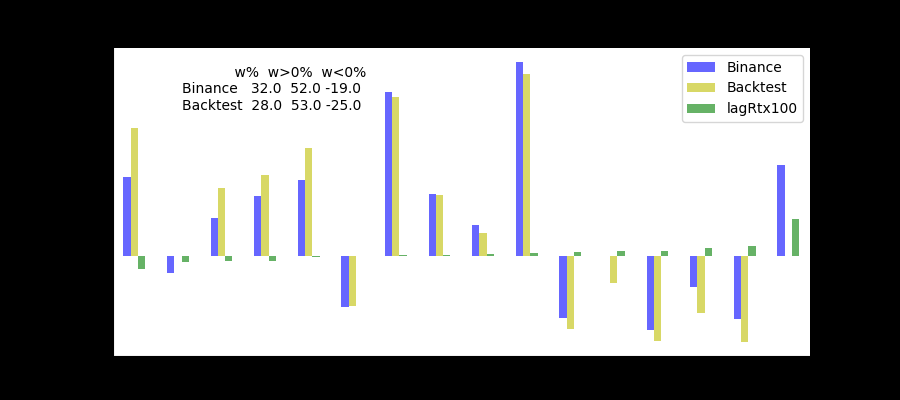 w%  w>0%  w<0%
Binance   32.0  52.0 -19.0
Backtest  28.0  53.0 -25.0
Binance
Backtest
lagRtx100